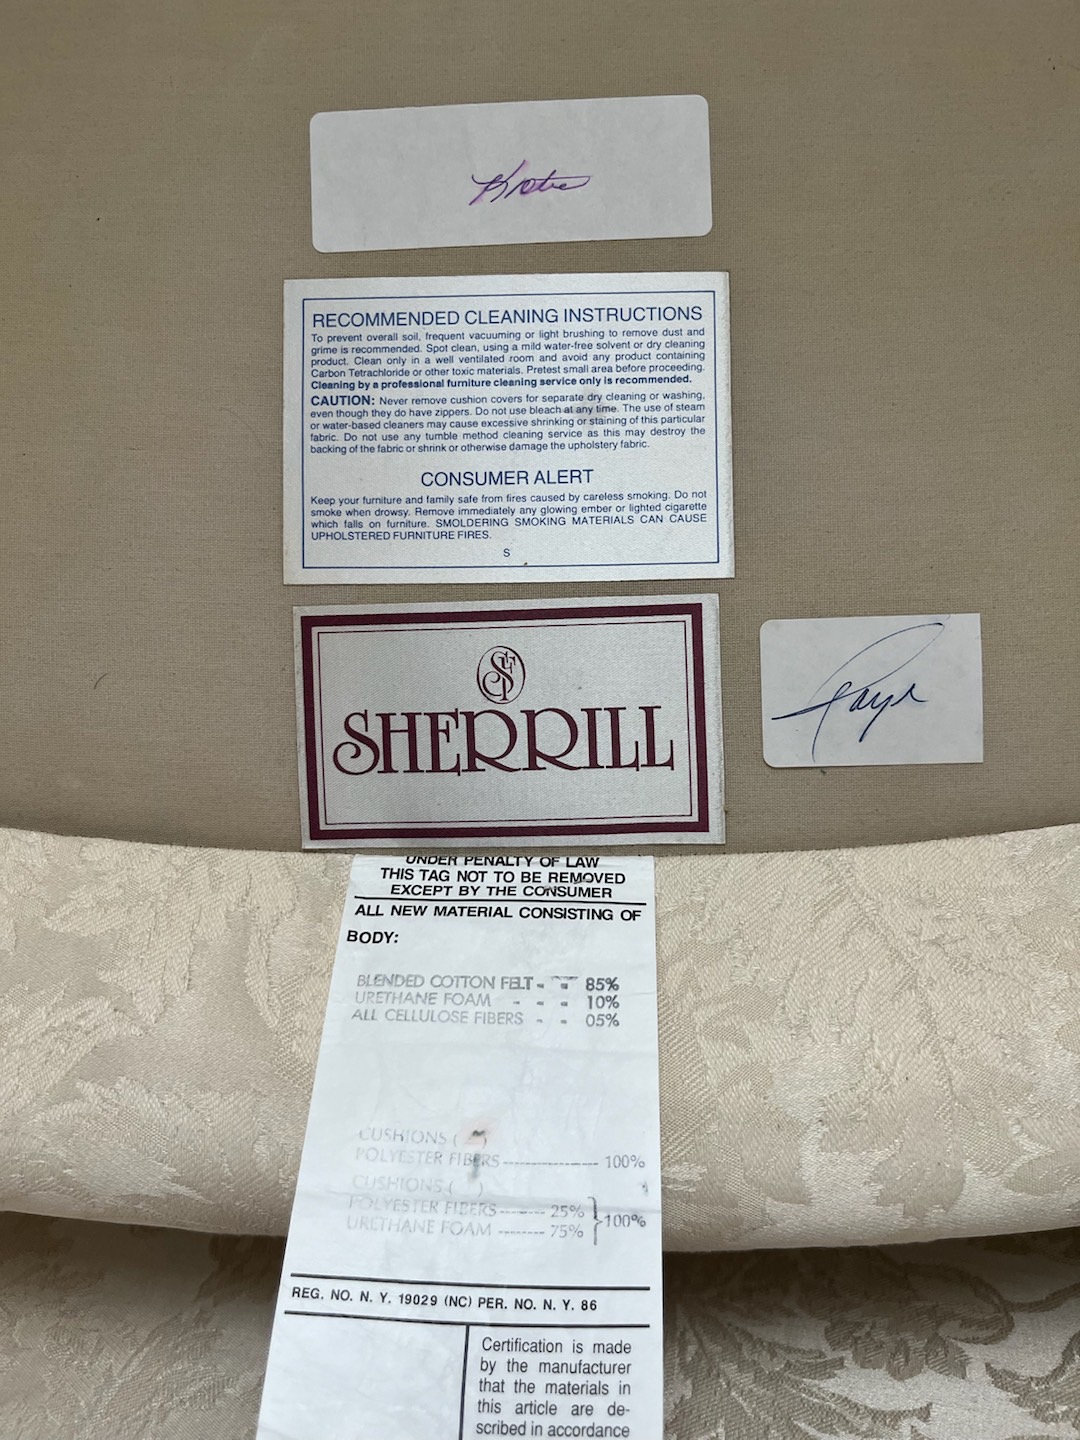 Katie
RECOMMENDED CLEANING INSTRUCTIONS
To prevent overall soil, frequent vacuuming or light brushing to remove dust and
grime is recommended. Spot clean, using a mild water-free solvent or dry cleaning
product. Clean only in a well ventilated room and avoid any product containing
Carbon Tetrachloride or other toxic materials. Pretest small area before proceeding.
Cleaning by a professional furniture cleaning service only is recommended.
CAUTION: Never remove cushion covers for separate dry cleaning or washing,
even though they do have zippers. Do not use bleach at any time. The use of steam
or water-based cleaners may cause excessive shrinking or staining of this particular
fabric. Do not use any tumble method cleaning service as this may destroy the
backing of the fabric or shrink or otherwise damage the upholstery fabric.
CONSUMER ALERT
Keep your furniture and family safe from fires caused by careless smoking. Do not
smoke when drowsy. Remove immediately any glowing ember or lighted cigarette
which falls on furniture. SMOLDERING SMOKING MATERIALS CAN CAUSE
UPHOLSTERED FURNITURE FIRES.
S
SHERRILL
Faye
UNDER PENALTY OF LAW
THIS TAG NOT TO BE REMOVED
EXCEPT BY THE CONSUMER
ALL NEW MATERIAL CONSISTING OF
BODY:
BLENDED COTTON FELT - - 85%
URETHANE FOAM - - 10%
ALL CELLULOSE FIBERS - - 05%
CUSHIONS ( )
POLYESTER FIBERS ------------- 100%
CUSHIONS ( )
POLYESTER FIBERS ------- 25%
URETHANE FOAM -------- 75% } 100%
REG. NO. N. Y. 19029 (NC) PER. NO. N. Y. 86
Certification is made
by the manufacturer
that the materials in
this article are de-
scribed in accordance